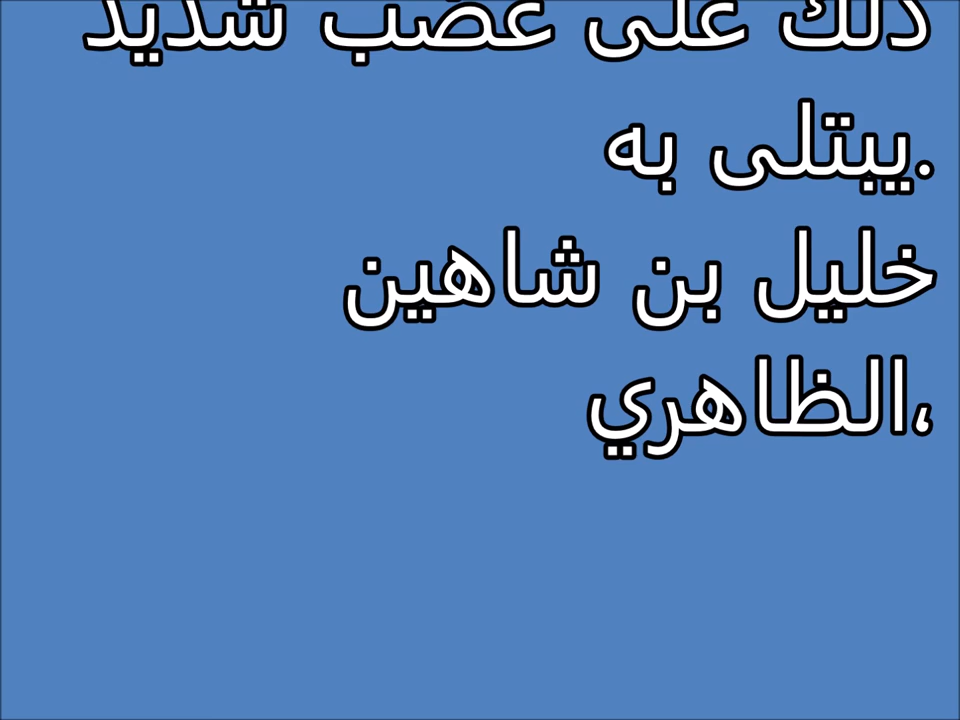 ذلك على غضب شديد
يبتلى به.
خليل بن شاهين
الظاهري،